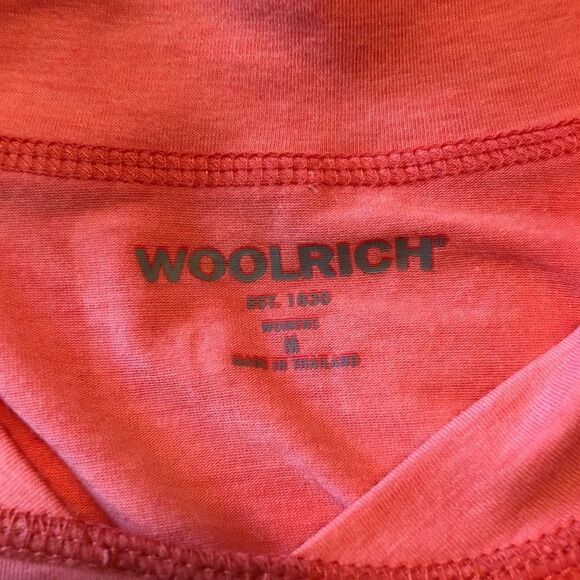 WOOLRICH®
EST. 1830
WOMENS
M
MADE IN THAILAND